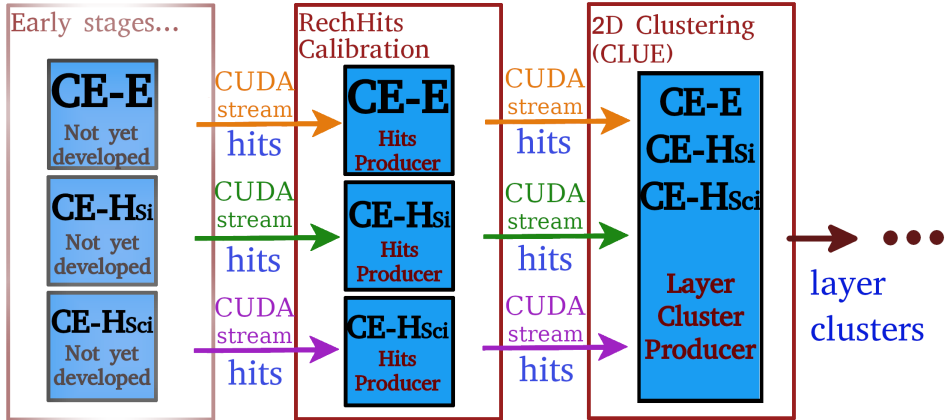 Early stages...
CE-E
Not yet
developed
CE-HSi
Not yet
developed
CE-HSci
Not yet
developed
CUDA
stream
hits
CUDA
stream
hits
CUDA
stream
hits
RechHits
Calibration
CE-E
Hits
Producer
CE-HSi
Hits
Producer
CE-HSci
Hits
Producer
CUDA
stream
hits
CUDA
stream
hits
CUDA
stream
hits
2D Clustering
(CLUE)
CE-E
CE-HSi
CE-HSci
Layer
Cluster
Producer
layer
clusters